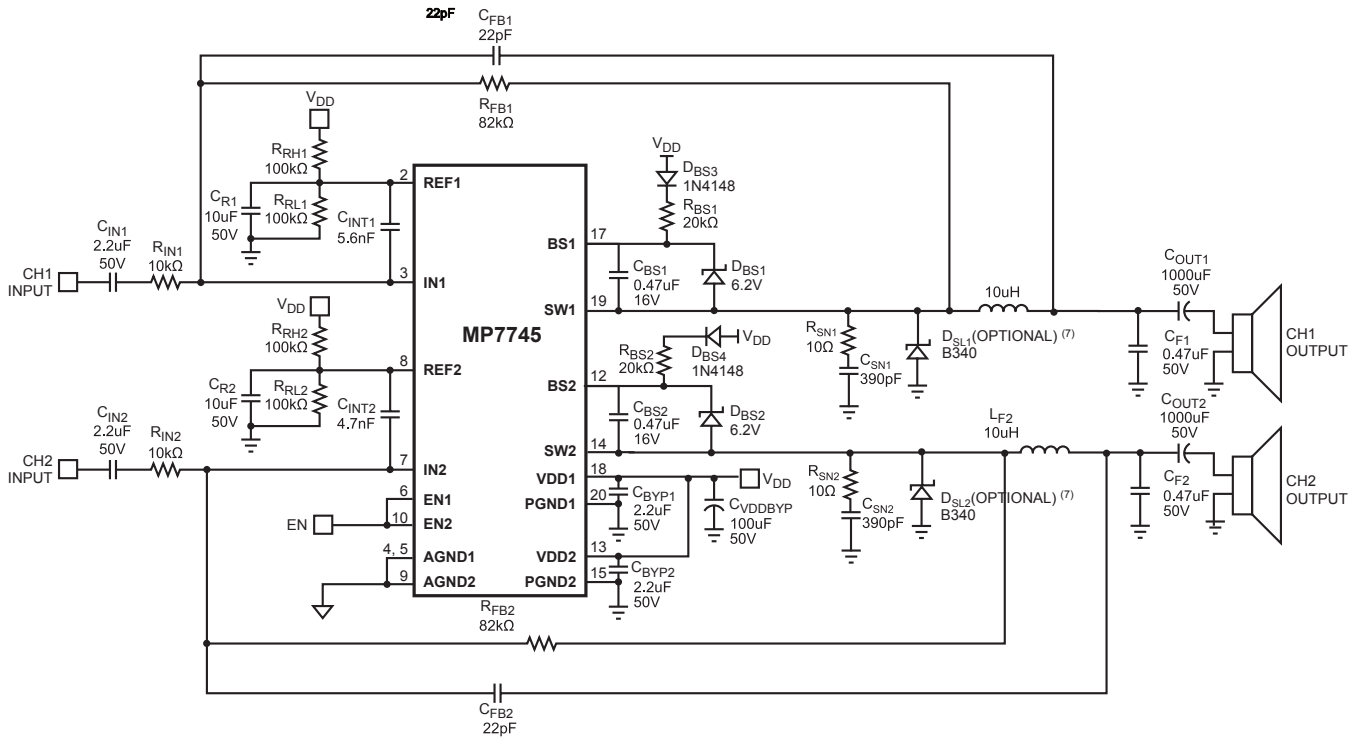 22pF
CFB1
22pF
RFB1
82kΩ
VDD
RRH1
100kΩ
CR1
10uF
50V
RRL1
100kΩ
CINT1
5.6nF
CIN1
2.2uF
50V
RIN1
10kΩ
CH1
INPUT
2
REF1
3
IN1
MP7745
VDD
DBS3
1N4148
RBS1
20kΩ
17
BS1
CBS1
0.47uF
16V
DBS1
6.2V
19
SW1
10uH
RSN1
10Ω
CSN1
390pF
DSL1(OPTIONAL) (7)
B340
COUT1
1000uF
50V
CF1
0.47uF
50V
CH1
OUTPUT
VDD
RRH2
100kΩ
CR2
10uF
50V
RRL2
100kΩ
CINT2
4.7nF
CIN2
2.2uF
50V
RIN2
10kΩ
CH2
INPUT
8
REF2
7
IN2
RBS2
20kΩ
DBS4
1N4148
VDD
12
BS2
CBS2
0.47uF
16V
DBS2
6.2V
14
SW2
LF2
10uH
RSN2
10Ω
CSN2
390pF
DSL2(OPTIONAL) (7)
B340
COUT2
1000uF
50V
CF2
0.47uF
50V
CH2
OUTPUT
EN
6
EN1
10
EN2
4, 5
AGND1
9
AGND2
18
VDD1
VDD
20
PGND1
CBYP1
2.2uF
50V
CVDDBYP
100uF
50V
13
VDD2
15
PGND2
CBYP2
2.2uF
50V
RFB2
82kΩ
CFB2
22pF